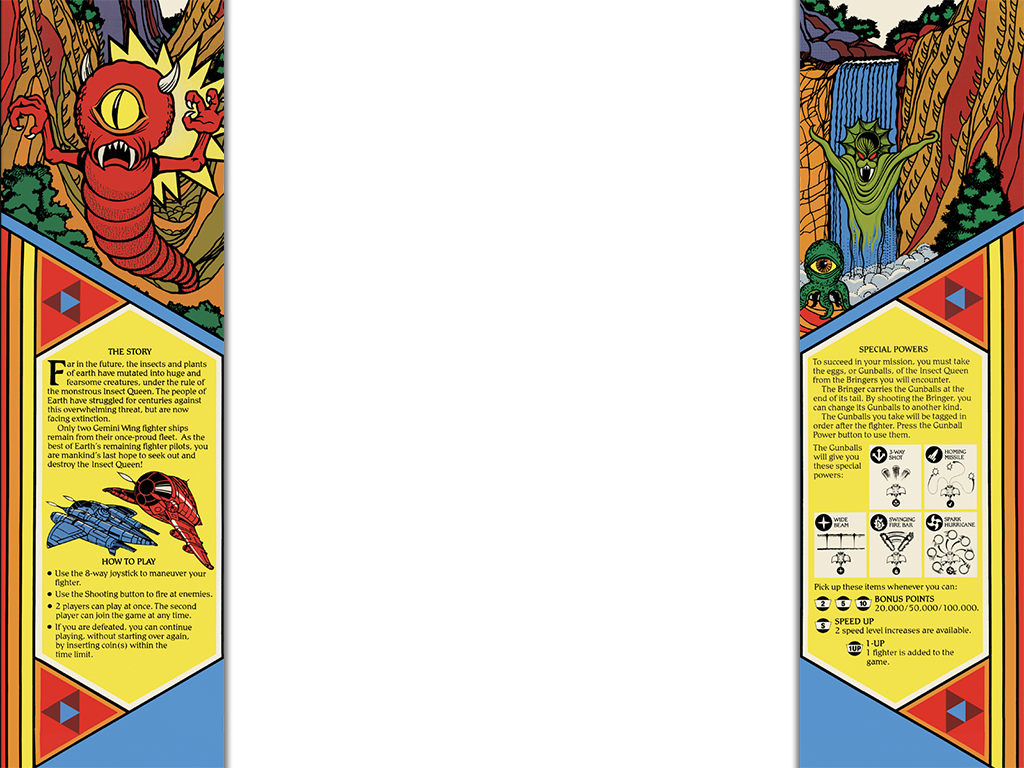 THE STORY
Far in the future, the insects and plants
of earth have mutated into huge and
fearsome creatures, under the rule of
the monstrous Insect Queen. The people of
Earth have struggled for centuries against
this overwhelming threat, but are now
facing extinction.
Only two Gemini Wing fighter ships
remain from their once-proud fleet. As the
best of Earth's remaining fighter pilots, you
are mankind's last hope to seek out and
destroy the Insect Queen!
HOW TO PLAY
• Use the 8-way joystick to maneuver your
fighter.
• Use the Shooting button to fire at enemies.
• 2 players can play at once. The second
player can join the game at any time.
• If you are defeated, you can continue
playing, without starting over again,
by inserting coin(s) within the
time limit.
SPECIAL POWERS
To succeed in your mission, you must take
the eggs, or Gunballs, of the Insect Queen
from the Bringers you will encounter.
The Bringer carries the Gunballs at the
end of its tail. By shooting the Bringer, you
can change its Gunballs to another kind.
The Gunballs you take will be tagged in
order after the fighter. Press the Gunball
Power button to use them.
The Gunballs
will give you
these special
powers:
3-WAY
SHOT
HOMING
MISSILE
WIDE
BEAM
SWINGING
FIRE BAR
SPARK
HURRICANE
Pick up these items whenever you can:
2 5 10 BONUS POINTS
20.000/50.000/100.000.
S SPEED UP
2 speed level increases are available.
1UP 1-UP
1 fighter is added to the
game.